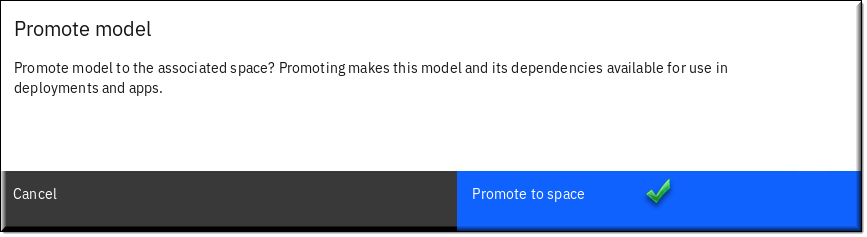 Promote model
Promote model to the associated space? Promoting makes this model and its dependencies available for use in
deployments and apps.
Cancel
Promote to space